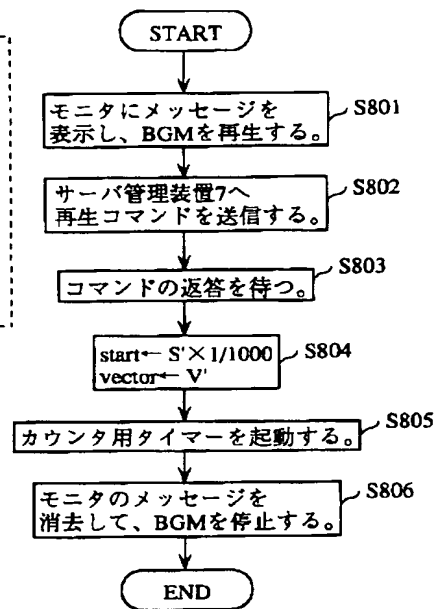 START
モニタにメッセージを
表示し、BGMを再生する。
S801
サーバ管理装置7へ
再生コマンドを送信する。
S802
コマンドの返答を待つ。
S803
start← S'×1/1000
vector← V'
S804
カウンタ用タイマーを起動する。
S805
モニタのメッセージを
消去して、BGMを停止する。
S806
END